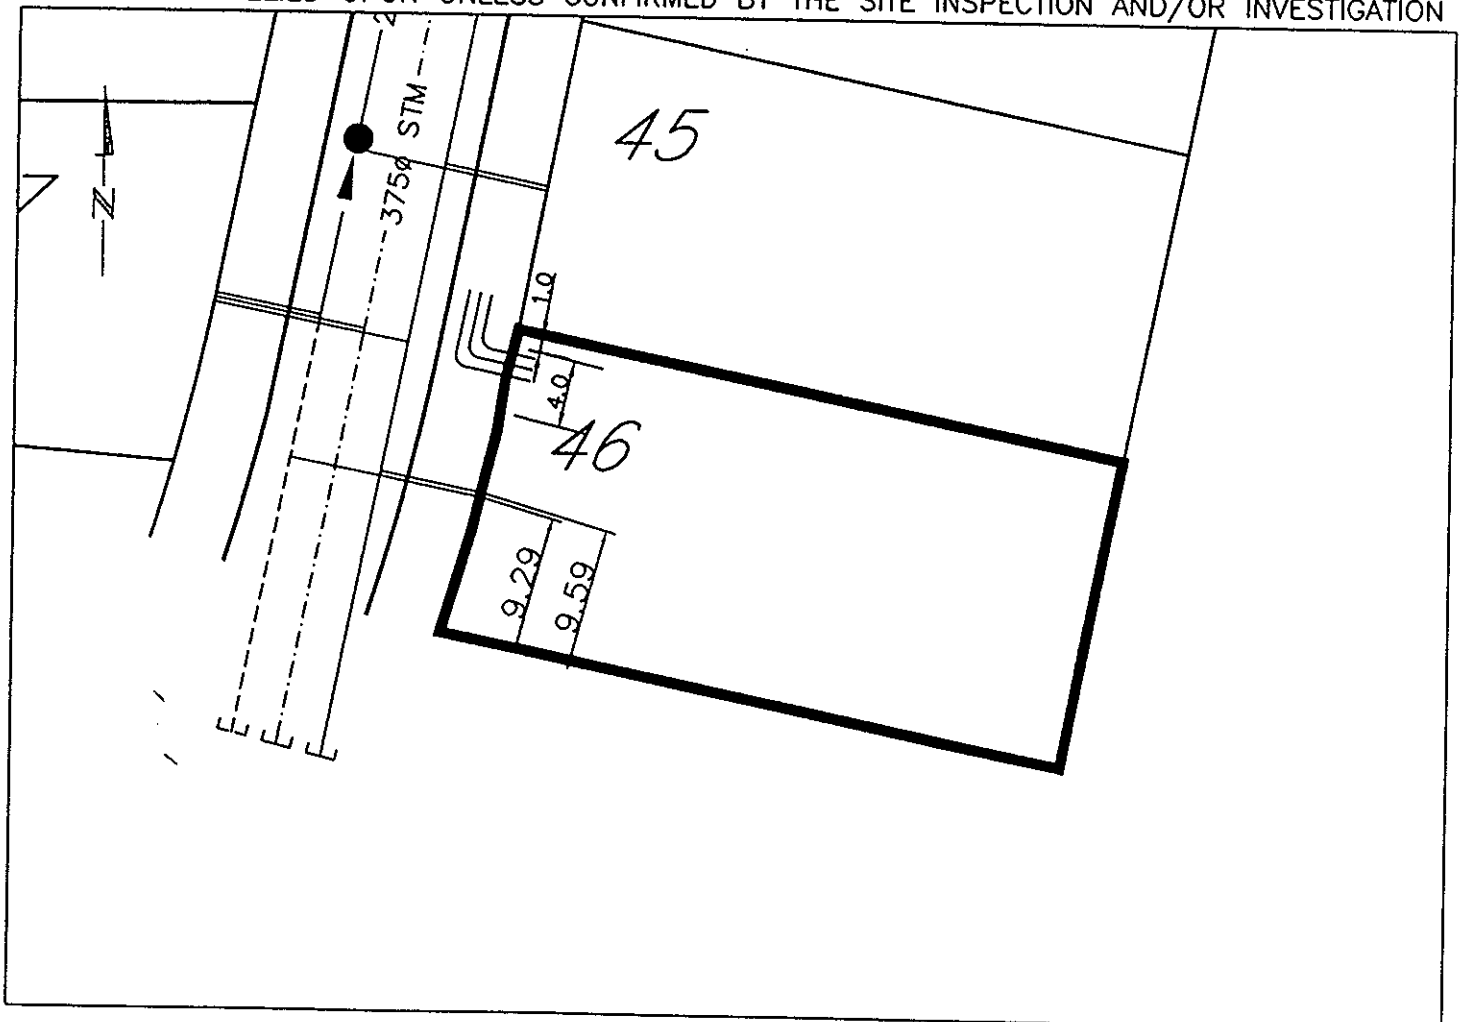 UPON UNLESS CONFIRMED BY THE SITE INSPECTION AND/OR INVESTIGATION
45
N
375Ø STM
1.0
4.0
46
9.29
9.59